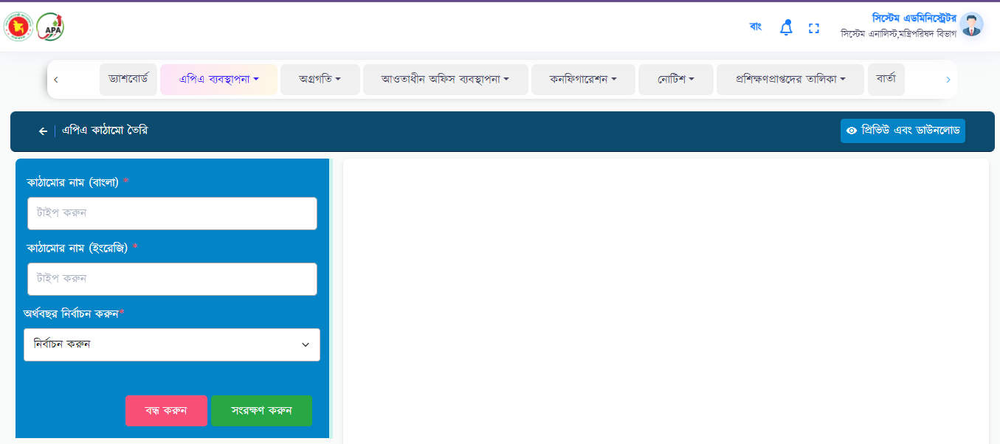 APA
বাং
সিস্টেম এডমিনিস্ট্রেটর
সিস্টেম এনালিস্ট,মন্ত্রিপরিষদ বিভাগ
ড্যাশবোর্ড
এপিএ ব্যবস্থাপনা
অগ্রগতি
আওতাধীন অফিস ব্যবস্থাপনা
কনফিগারেশন
নোটিশ
প্রশিক্ষণপ্রাপ্তদের তালিকা
বার্তা
এপিএ কাঠামো তৈরি
প্রিভিউ এবং ডাউনলোড
কাঠামোর নাম (বাংলা) *
টাইপ করুন
কাঠামোর নাম (ইংরেজি) *
টাইপ করুন
অর্থবছর নির্বাচন করুন*
নির্বাচন করুন
বন্ধ করুন
সংরক্ষণ করুন